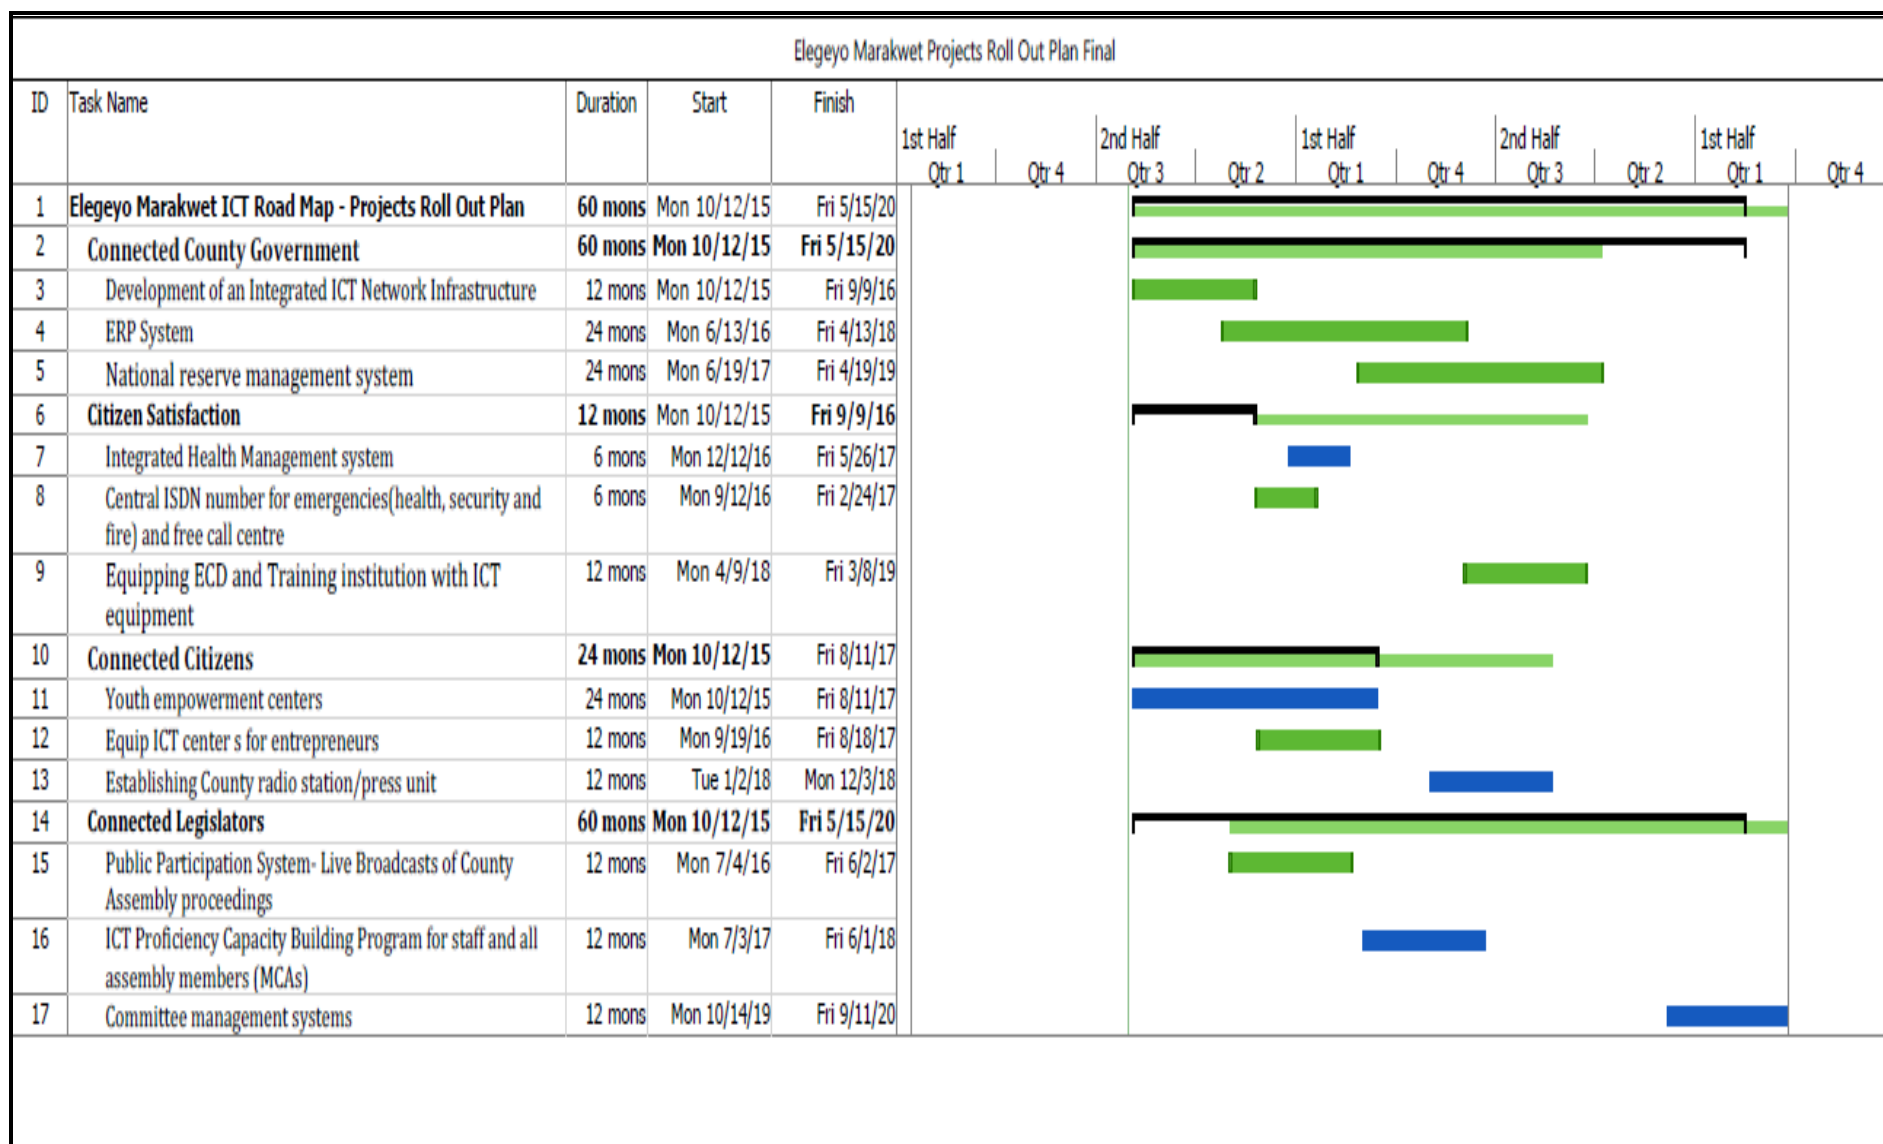 Elegeyo Marakwet Projects Roll Out Plan Final
ID Task Name Duration Start Finish
1st Half 2nd Half 1st Half 2nd Half 1st Half
Qtr 1 Qtr 4 Qtr 3 Qtr 2 Qtr 1 Qtr 4 Qtr 3 Qtr 2 Qtr 1 Qtr 4
1 Elegeyo Marakwet ICT Road Map - Projects Roll Out Plan 60 mons Mon 10/12/15 Fri 5/15/20
2 Connected County Government 60 mons Mon 10/12/15 Fri 5/15/20
3 Development of an Integrated ICT Network Infrastructure 12 mons Mon 10/12/15 Fri 9/9/16
4 ERP System 24 mons Mon 6/13/16 Fri 4/13/18
5 National reserve management system 24 mons Mon 6/19/17 Fri 4/19/19
6 Citizen Satisfaction 12 mons Mon 10/12/15 Fri 9/9/16
7 Integrated Health Management system 6 mons Mon 12/12/16 Fri 5/26/17
8 Central ISDN number for emergencies(health, security and 6 mons Mon 9/12/16 Fri 2/24/17
fire) and free call centre
9 Equipping ECD and Training institution with ICT 12 mons Mon 4/9/18 Fri 3/8/19
equipment
10 Connected Citizens 24 mons Mon 10/12/15 Fri 8/11/17
11 Youth empowerment centers 24 mons Mon 10/12/15 Fri 8/11/17
12 Equip ICT center s for entrepreneurs 12 mons Mon 9/19/16 Fri 8/18/17
13 Establishing County radio station/press unit 12 mons Tue 1/2/18 Mon 12/3/18
14 Connected Legislators 60 mons Mon 10/12/15 Fri 5/15/20
15 Public Participation System- Live Broadcasts of County 12 mons Mon 7/4/16 Fri 6/2/17
Assembly proceedings
16 ICT Proficiency Capacity Building Program for staff and all 12 mons Mon 7/3/17 Fri 6/1/18
assembly members (MCAs)
17 Committee management systems 12 mons Mon 10/14/19 Fri 9/11/20